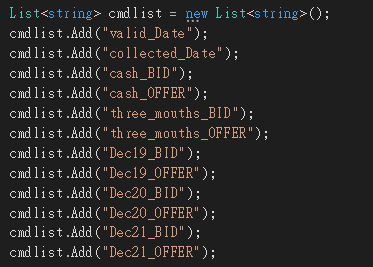 List<string> cmdlist = new List<string>();
cmdlist.Add("valid_Date");
cmdlist.Add("collected_Date");
cmdlist.Add("cash_BID");
cmdlist.Add("cash_OFFER");
cmdlist.Add("three_mouths_BID");
cmdlist.Add("three_mouths_OFFER");
cmdlist.Add("Dec19_BID");
cmdlist.Add("Dec19_OFFER");
cmdlist.Add("Dec20_BID");
cmdlist.Add("Dec20_OFFER");
cmdlist.Add("Dec21_BID");
cmdlist.Add("Dec21_OFFER");